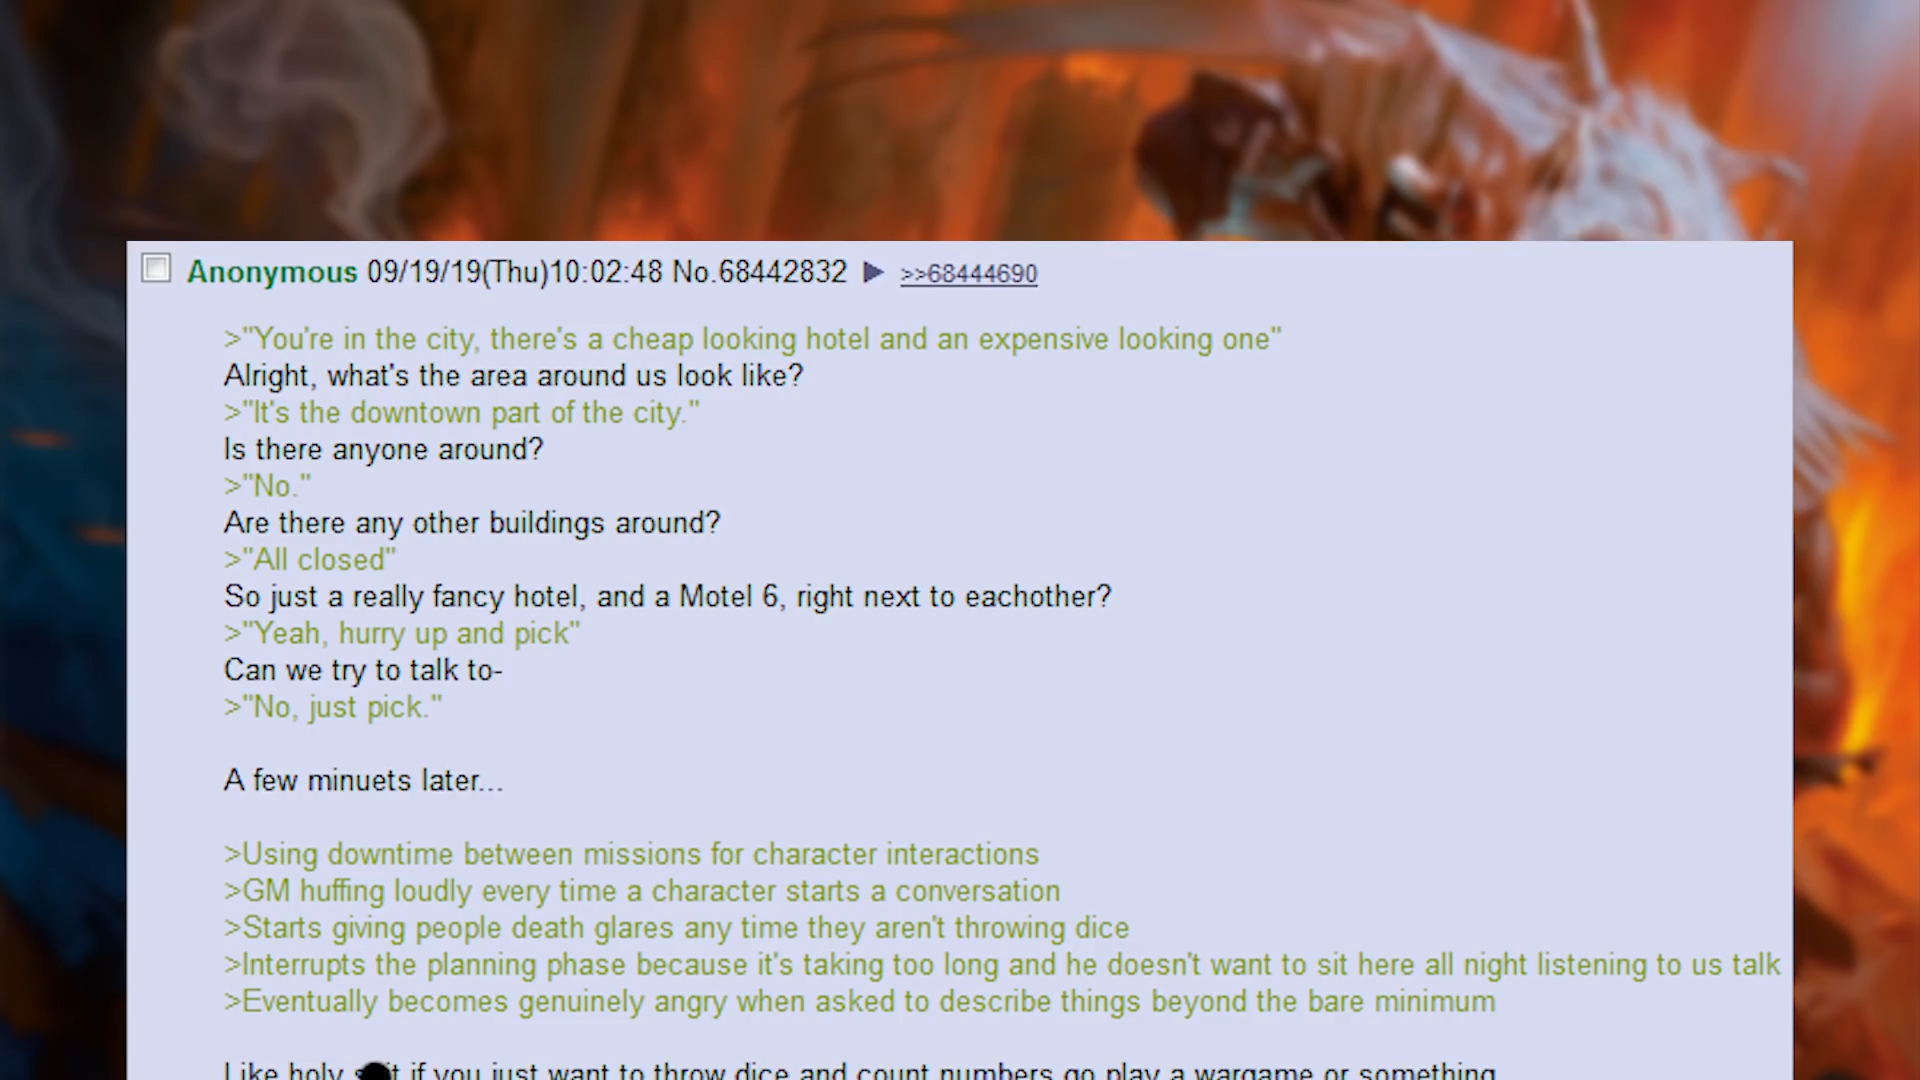 Anonymous 09/19/19(Thu)10:02:48 No.68442832 ▶ >>68444690
>"You're in the city, there's a cheap looking hotel and an expensive looking one"
Alright, what's the area around us look like?
>"It's the downtown part of the city."
Is there anyone around?
>"No."
Are there any other buildings around?
>"All closed"
So just a really fancy hotel, and a Motel 6, right next to eachother?
>"Yeah, hurry up and pick"
Can we try to talk to-
>"No, just pick."
A few minuets later...
>Using downtime between missions for character interactions
>GM huffing loudly every time a character starts a conversation
>Starts giving people death glares any time they aren't throwing dice
>Interrupts the planning phase because it's taking too long and he doesn't want to sit here all night listening to us talk
>Eventually becomes genuinely angry when asked to describe things beyond the bare minimum
Like holy if you just want to throw dice and count numbers go play a wargame or something